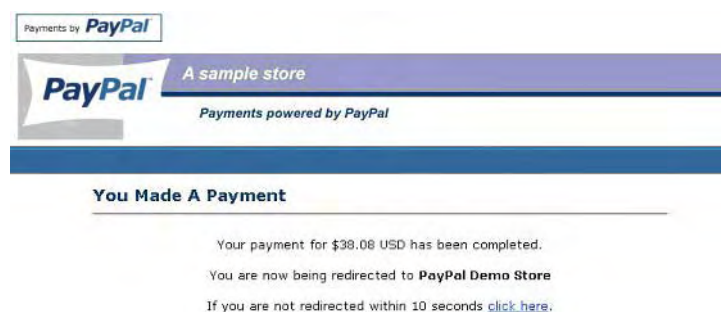 Payments by PayPal
A sample store
PayPal
Payments powered by PayPal
You Made A Payment
Your payment for $38.08 USD has been completed.
You are now being redirected to PayPal Demo Store
If you are not redirected within 10 seconds click here.